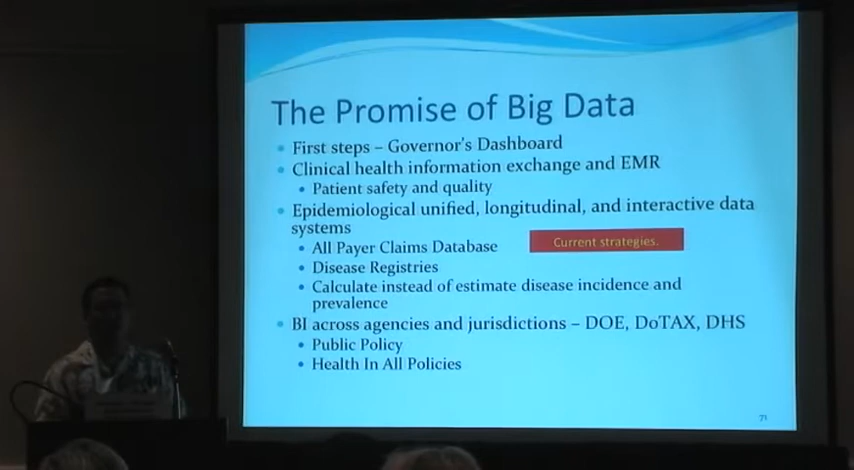 The Promise of Big Data
First steps – Governor's Dashboard
Clinical health information exchange and EMR
Patient safety and quality
Epidemiological unified, longitudinal, and interactive data
systems
All Payer Claims Database
Current strategies.
Disease Registries
Calculate instead of estimate disease incidence and
prevalence
BI across agencies and jurisdictions – DOE, DoTAX, DHS
Public Policy
Health In All Policies
71